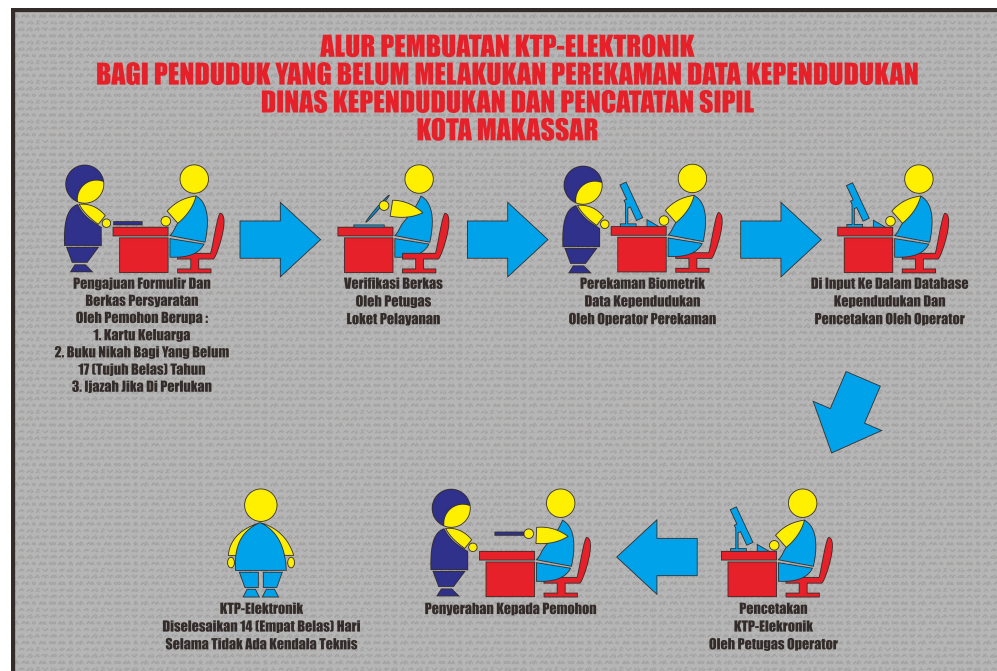 ALUR PEMBUATAN KTP-ELEKTRONIK
BAGI PENDUDUK YANG BELUM MELAKUKAN PEREKAMAN DATA KEPENDUDUKAN
DINAS KEPENDUDUKAN DAN PENCATATAN SIPIL
KOTA MAKASSAR
Pengajuan Formulir Dan
Berkas Persyaratan
Oleh Pemohon Berupa :
1. Kartu Keluarga
2. Buku Nikah Bagi Yang Belum
17 (Tujuh Belas) Tahun
3. Ijazah Jika Di Perlukan
Verifikasi Berkas
Oleh Petugas
Loket Pelayanan
Perekaman Biometrik
Data Kependudukan
Oleh Operator Perekaman
Di Input Ke Dalam Database
Kependudukan Dan
Pencetakan Oleh Operator
Pencetakan
KTP-Elekronik
Oleh Petugas Operator
Penyerahan Kepada Pemohon
KTP-Elektronik
Diselesaikan 14 (Empat Belas) Hari
Selama Tidak Ada Kendala Teknis